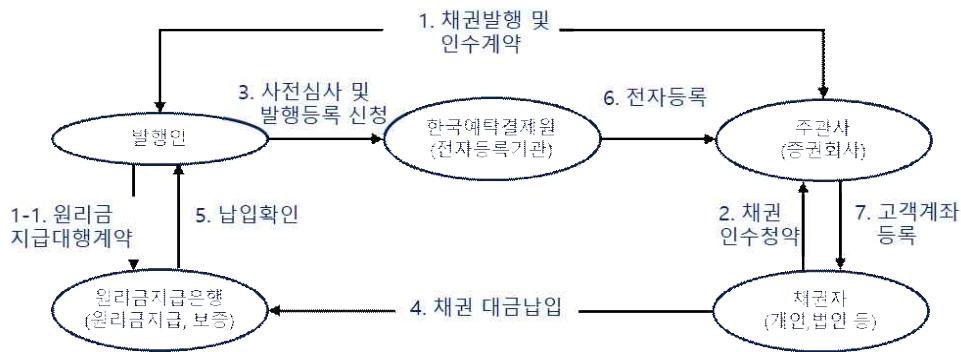 1. 채권발행 및
인수계약
3. 사전심사 및
발행등록 신청
6. 전자등록
발행인
한국예탁결제원
(전자등록기관)
주관사
(증권회사)
1-1. 원리금
지급대행계약
5. 납입확인
2. 채권
인수청약
7. 고객계좌
등록
원리금지급은행
(원리금지급, 보증)
4. 채권 대금납입
채권자
(개인,법인 등)